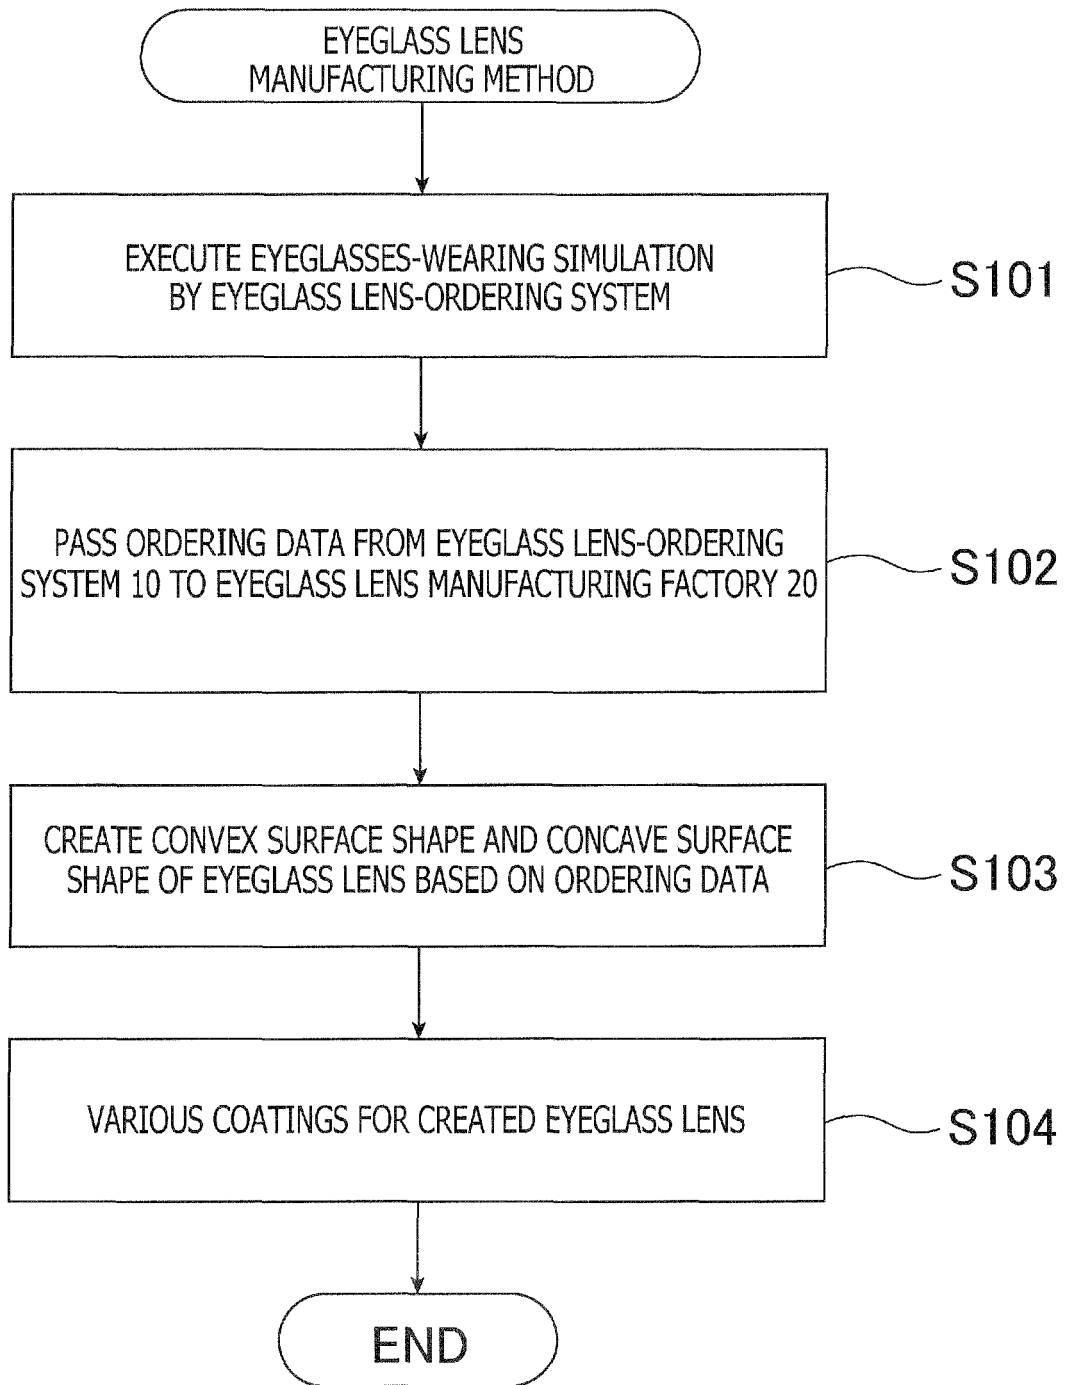 EYEGLASS LENS
MANUFACTURING METHOD
EXECUTE EYEGLASSES-WEARING SIMULATION
BY EYEGLASS LENS-ORDERING SYSTEM
S101
PASS ORDERING DATA FROM EYEGLASS LENS-ORDERING
SYSTEM 10 TO EYEGLASS LENS MANUFACTURING FACTORY 20
S102
CREATE CONVEX SURFACE SHAPE AND CONCAVE SURFACE
SHAPE OF EYEGLASS LENS BASED ON ORDERING DATA
S103
VARIOUS COATINGS FOR CREATED EYEGLASS LENS
S104
END